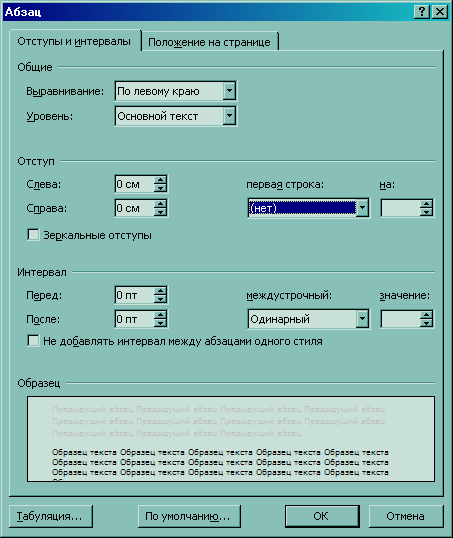 Абзац
Отступы и интервалы Положение на странице
Общие
Выравнивание: По левому краю
Уровень: Основной текст
Отступ
Слева: 0 см первая строка: на:
Справа: 0 см (нет)
Зеркальные отступы
Интервал
Перед: 0 пт междустрочный: значение:
После: 0 пт Одинарный
Не добавлять интервал между абзацами одного стиля
Образец
Предыдущий абзац Предыдущий абзац Предыдущий абзац Предыдущий абзац
Предыдущий абзац Предыдущий абзац Предыдущий абзац Предыдущий абзац
Предыдущий абзац Предыдущий абзац
Образец текста Образец текста Образец текста Образец текста Образец текста
Образец текста Образец текста Образец текста Образец текста Образец текста
Образец текста Образец текста Образец текста Образец текста Образец текста
Табуляция... По умолчанию... ОК Отмена